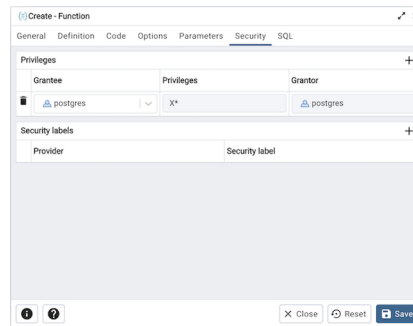 Create - Function
General Definition Code Options Parameters Security SQL
Privileges
Grantee Privileges Grantor
postgres X* postgres
Security labels
Provider Security label
Close Reset Save